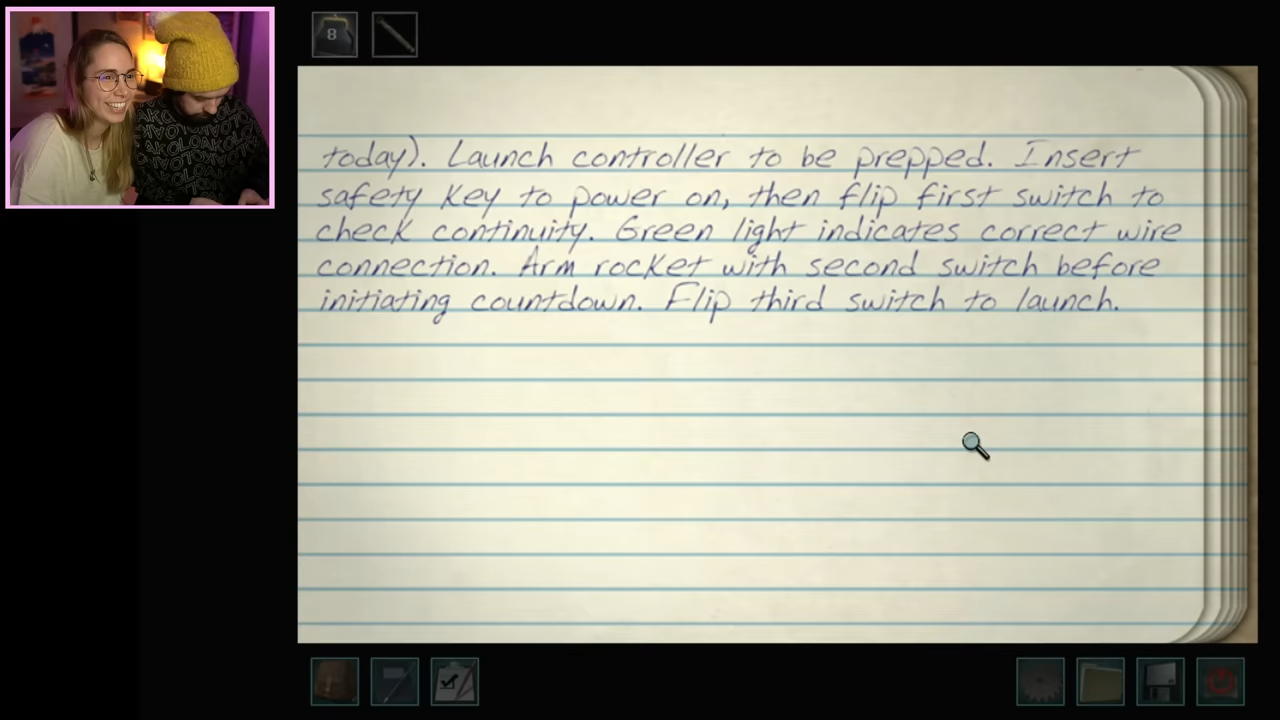 8
today). Launch controller to be prepped. Insert
safety key to power on, then flip first switch to
check continuity. Green light indicates correct wire
connection. Arm rocket with second switch before
initiating countdown. Flip third switch to launch.